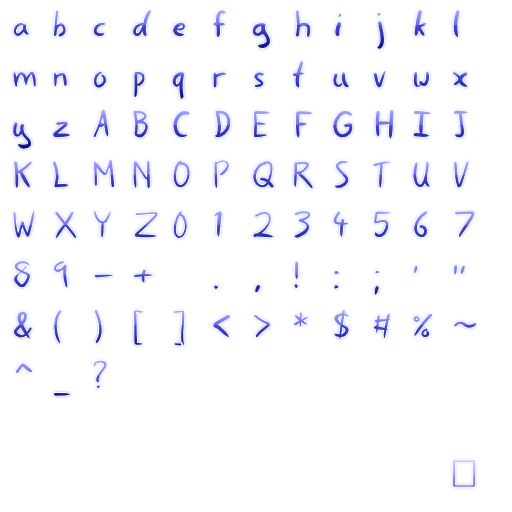 a b c d e f g h i j k l
m n o p q r s t u v w x
y z A B C D E F G H I J
K L M N O P Q R S T U V
W X Y Z 0 1 2 3 4 5 6 7
8 9 - + . , ! : ; ' "
& ( ) [ ] < > * $ # % ~
^ _ ?
□